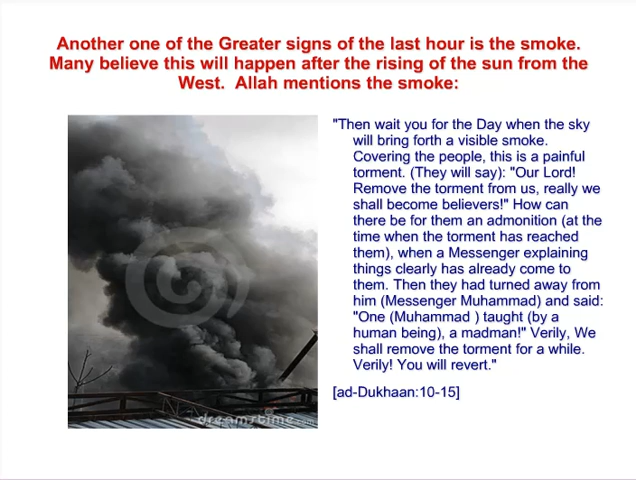 Another one of the Greater signs of the last hour is the smoke.
Many believe this will happen after the rising of the sun from the
West.  Allah mentions the smoke:
"Then wait you for the Day when the sky
will bring forth a visible smoke.
Covering the people, this is a painful
torment. (They will say): "Our Lord!
Remove the torment from us, really we
shall become believers!" How can
there be for them an admonition (at the
time when the torment has reached
them), when a Messenger explaining
things clearly has already come to
them. Then they had turned away from
him (Messenger Muhammad) and said:
"One (Muhammad ) taught (by a
human being), a madman!" Verily, We
shall remove the torment for a while.
Verily! You will revert."
[ad-Dukhaan:10-15]
dreamstime.com